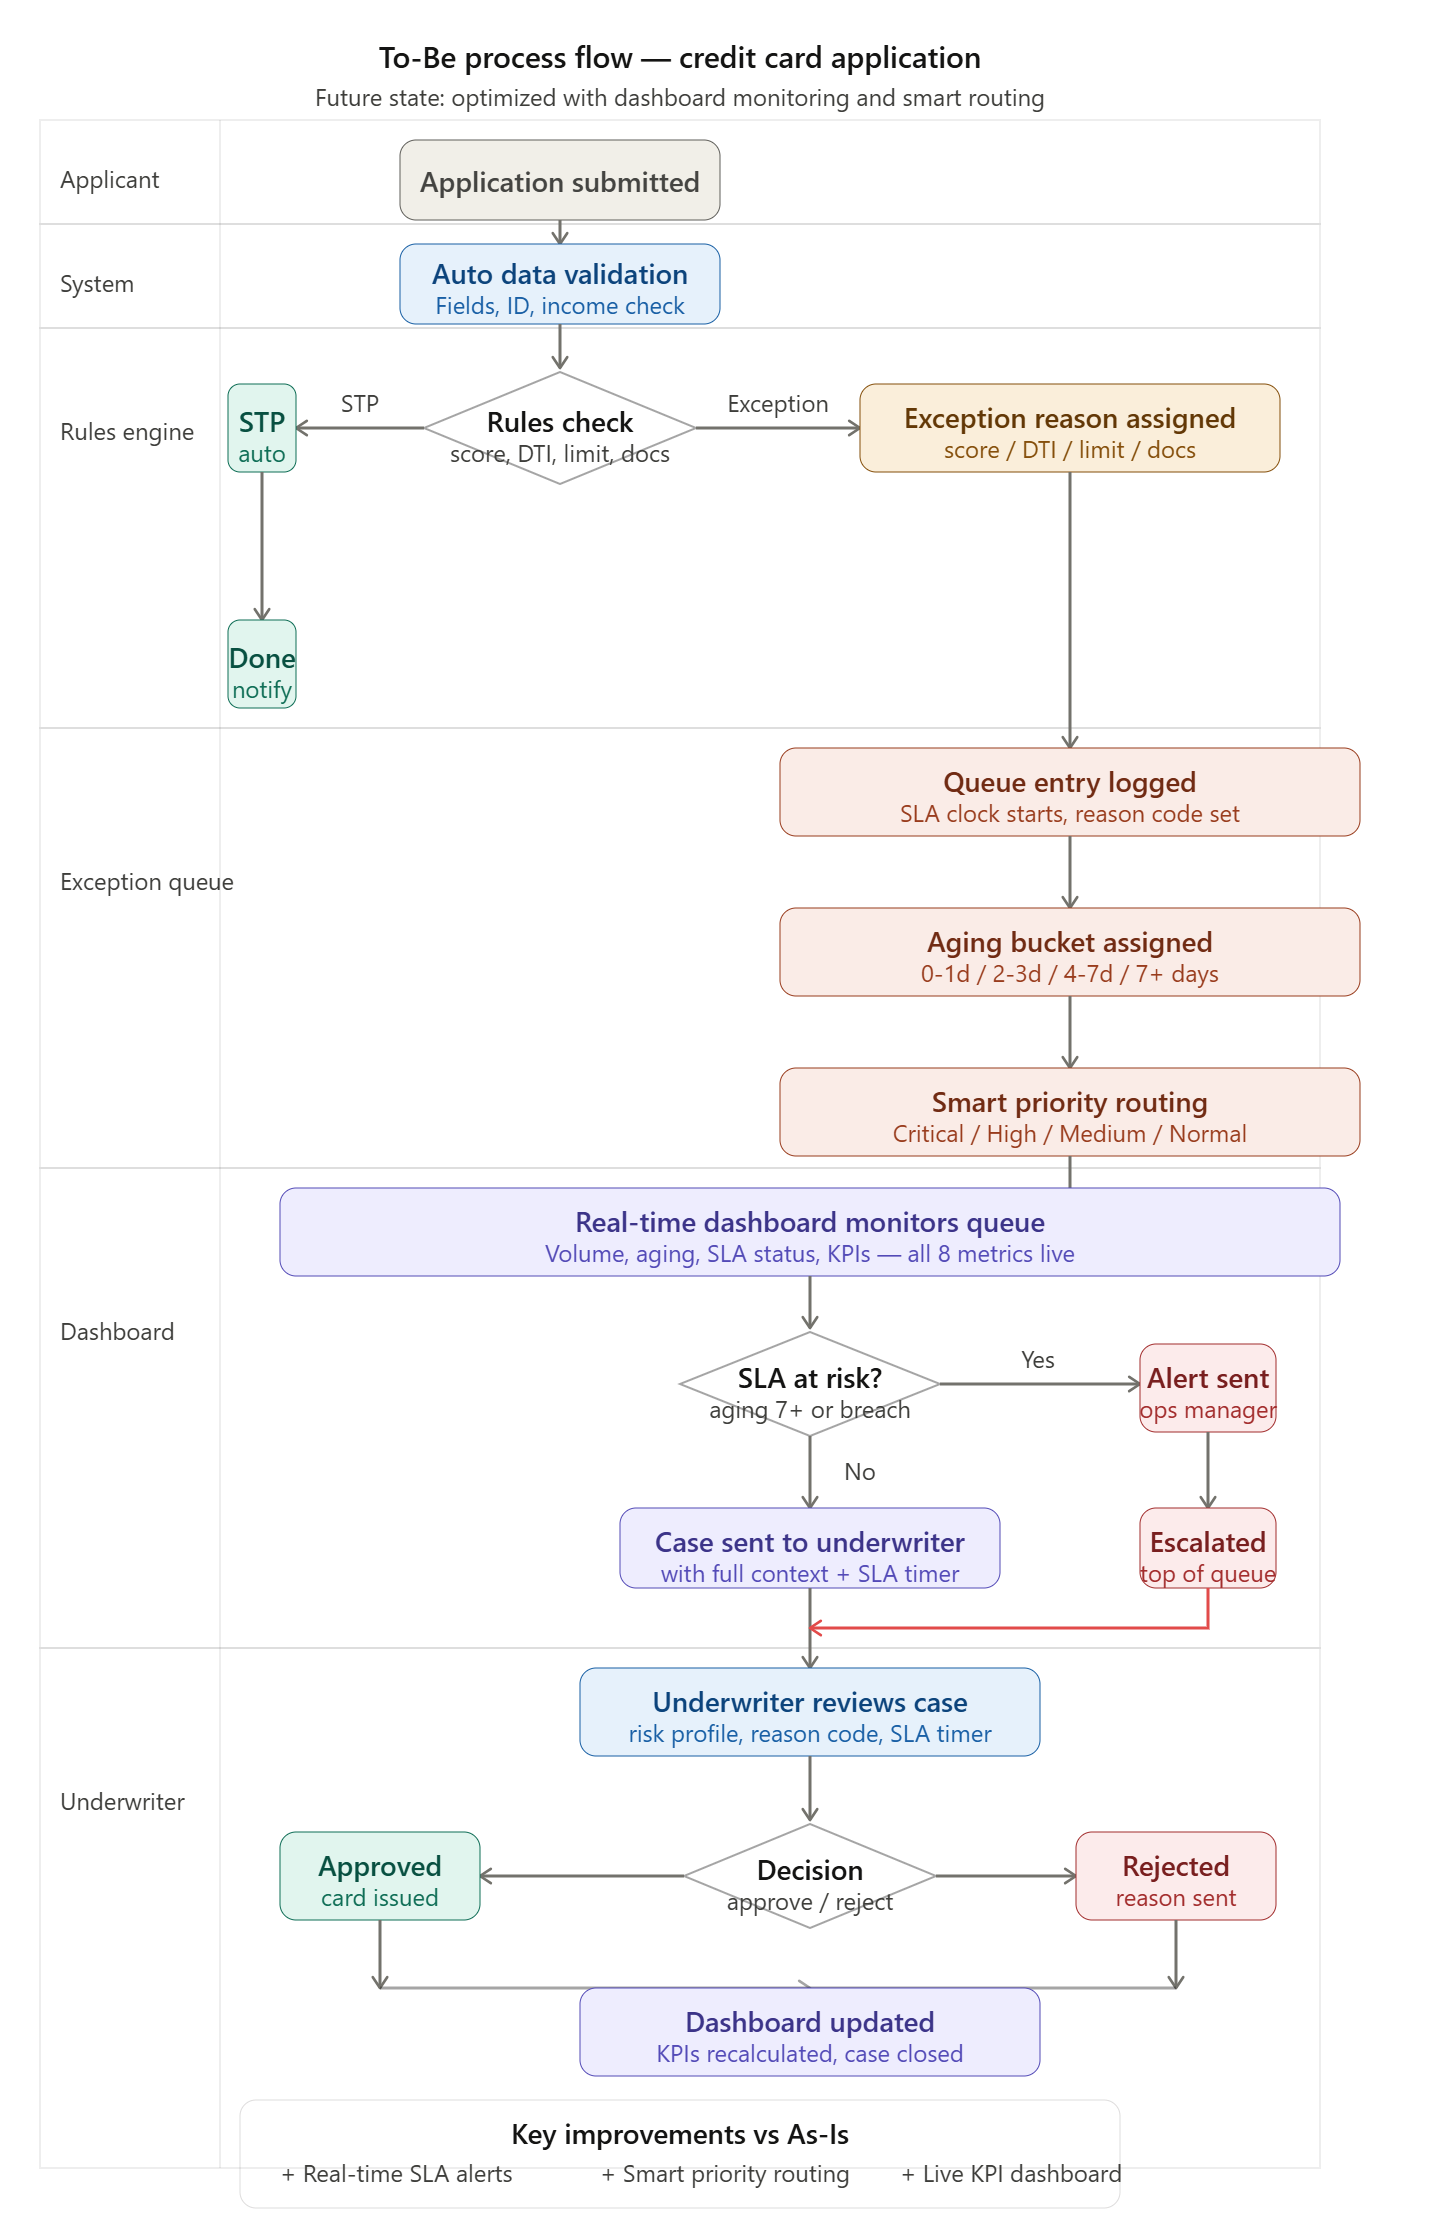 To-Be process flow — credit card application
Future state: optimized with dashboard monitoring and smart routing
Applicant
Application submitted
System
Auto data validation
Fields, ID, income check
Rules engine
STP
auto
STP
Rules check
score, DTI, limit, docs
Exception
Exception reason assigned
score / DTI / limit / docs
Done
notify
Exception queue
Queue entry logged
SLA clock starts, reason code set
Aging bucket assigned
0-1d / 2-3d / 4-7d / 7+ days
Smart priority routing
Critical / High / Medium / Normal
Dashboard
Real-time dashboard monitors queue
Volume, aging, SLA status, KPIs — all 8 metrics live
SLA at risk?
aging 7+ or breach
Yes
Alert sent
ops manager
No
Case sent to underwriter
with full context + SLA timer
Escalated
top of queue
Underwriter
Underwriter reviews case
risk profile, reason code, SLA timer
Approved
card issued
Decision
approve / reject
Rejected
reason sent
Dashboard updated
KPIs recalculated, case closed
Key improvements vs As-Is
+ Real-time SLA alerts
+ Smart priority routing
+ Live KPI dashboard